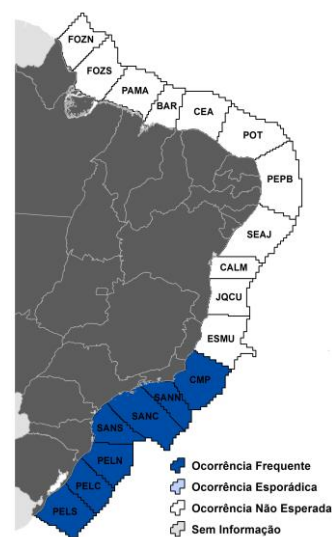 FOZN
FOZS
PAMA
BAR
CEA
POT
PEPB
SEAJ
CALM
JQCU
ESMU
CMP
SANN
SANC
SANS
PELN
PELC
PELS
Ocorrência Frequente
Ocorrência Esporádica
Ocorrência Não Esperada
Sem Informação